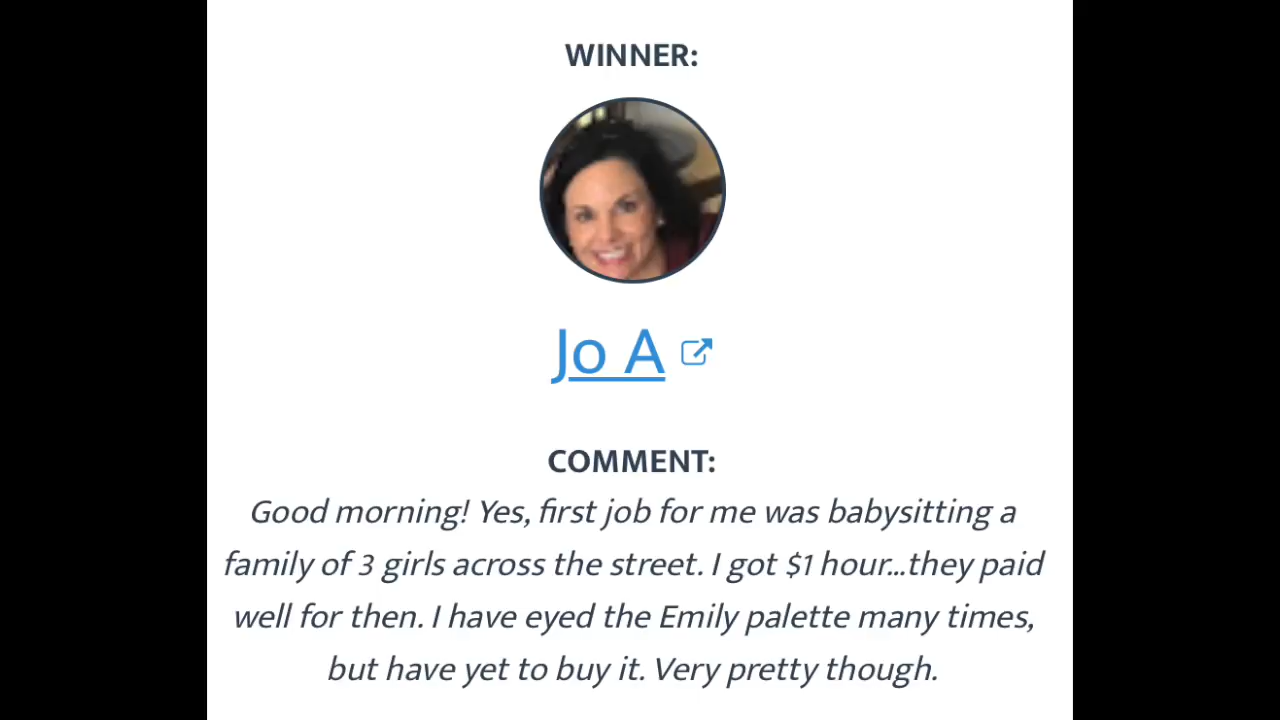 WINNER:
Jo A
COMMENT:
Good morning! Yes, first job for me was babysitting a
family of 3 girls across the street. I got $1 hour...they paid
well for then. I have eyed the Emily palette many times,
but have yet to buy it. Very pretty though.